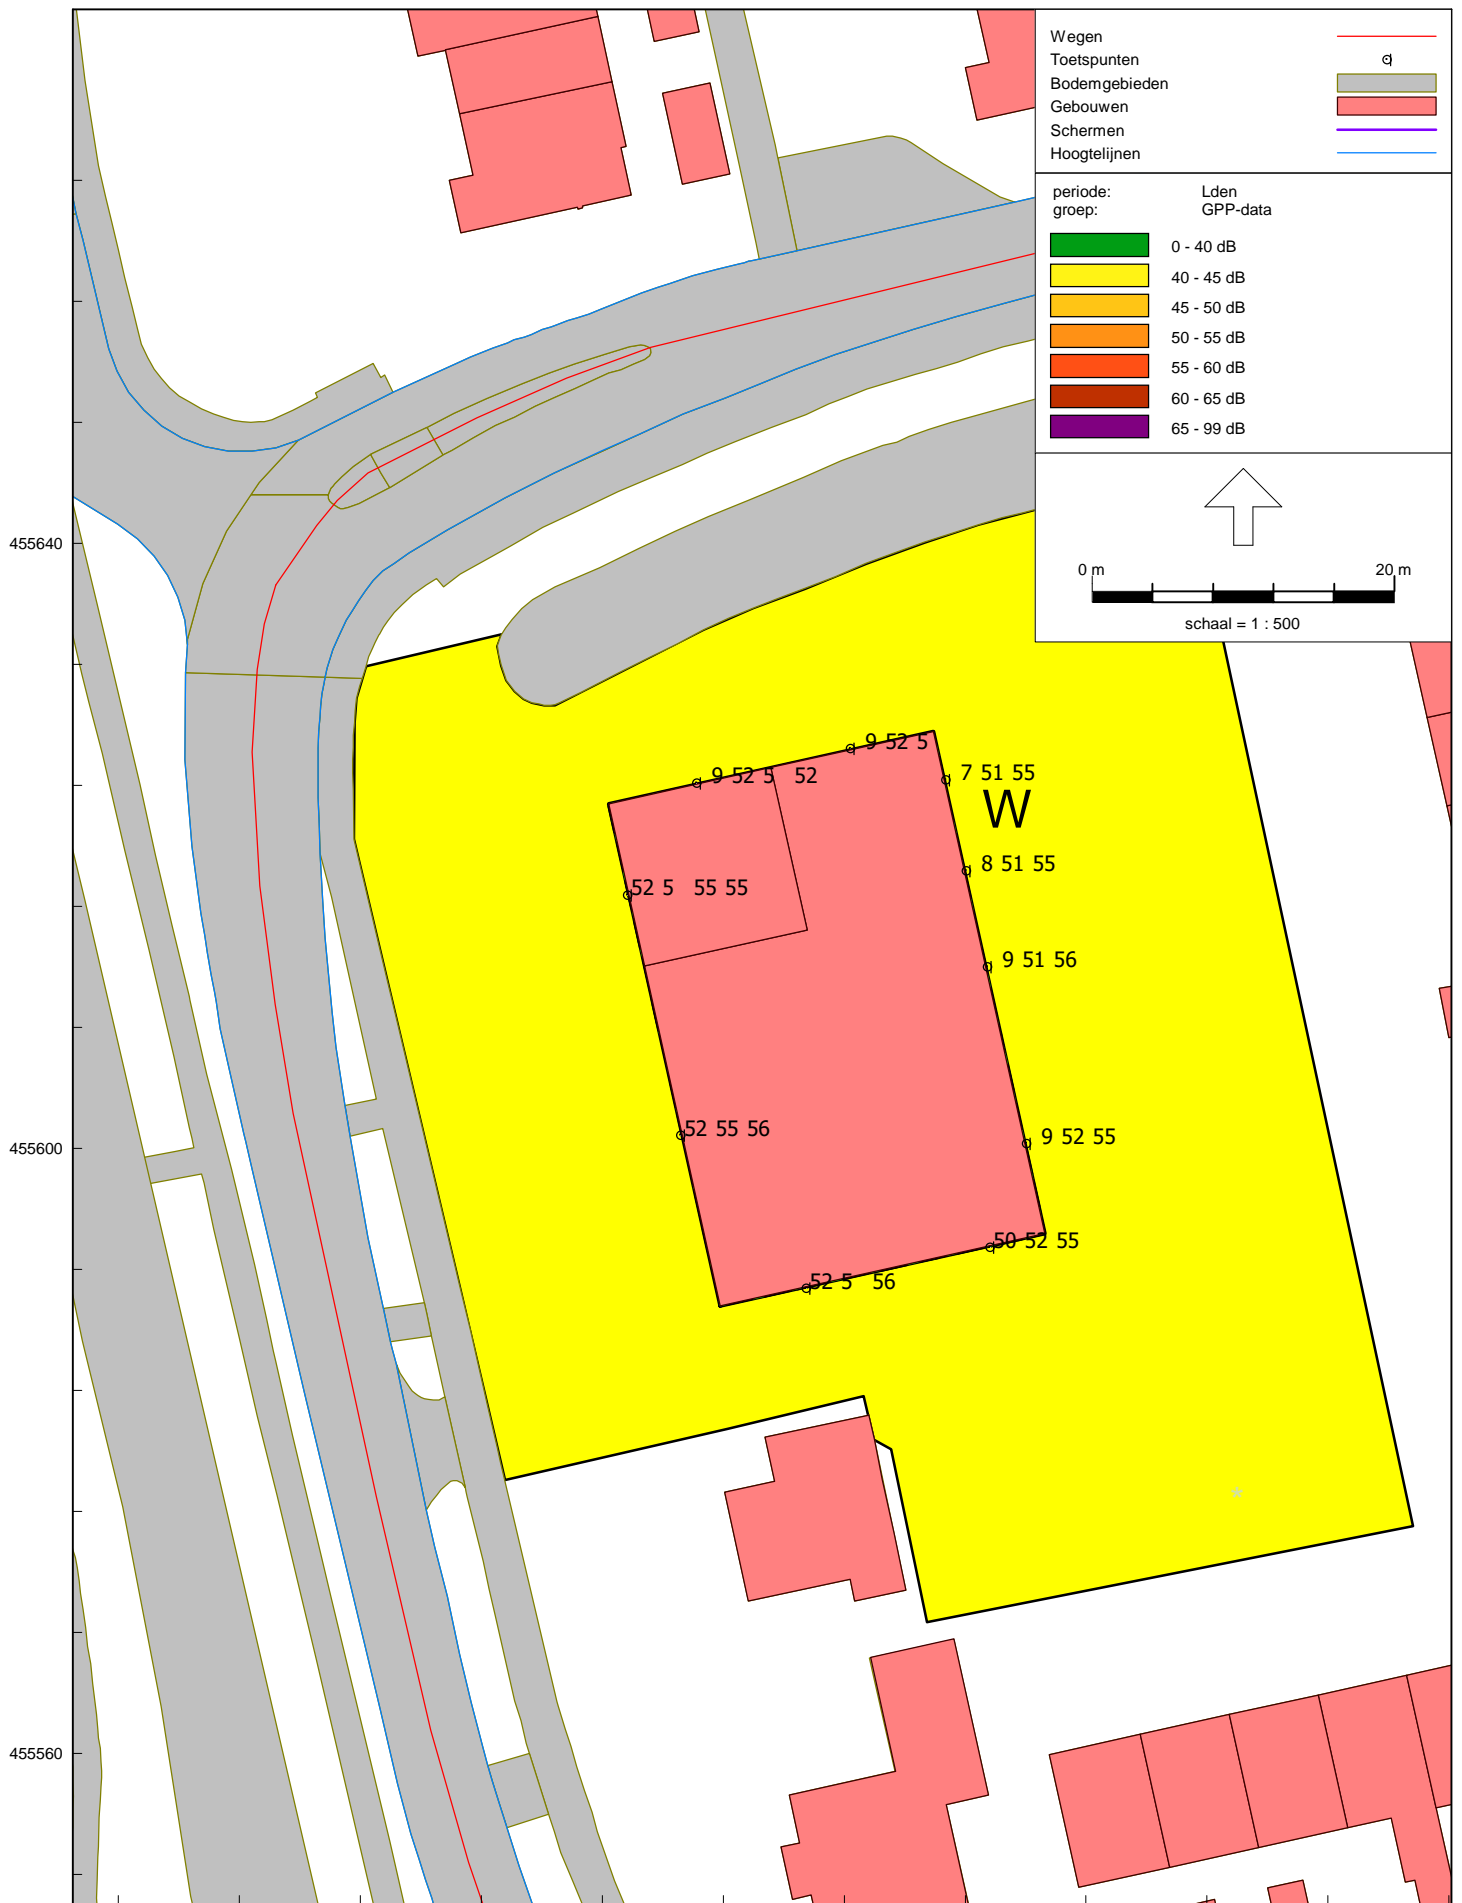 Wegen
Toetspunten
Bodemgebieden
Gebouwen
Schermen
Hoogtelijnen
periode: Lden
groep: GPP-data
0 - 40 dB
40 - 45 dB
45 - 50 dB
50 - 55 dB
55 - 60 dB
60 - 65 dB
65 - 99 dB
0 m 20 m
schaal = 1 : 500
455640
9 52 5
9 52 5 52
7 51 55
W
8 51 55
52 5 55 55
9 51 56
52 55 56
9 52 55
455600
50 52 55
52 5 56
*
455560